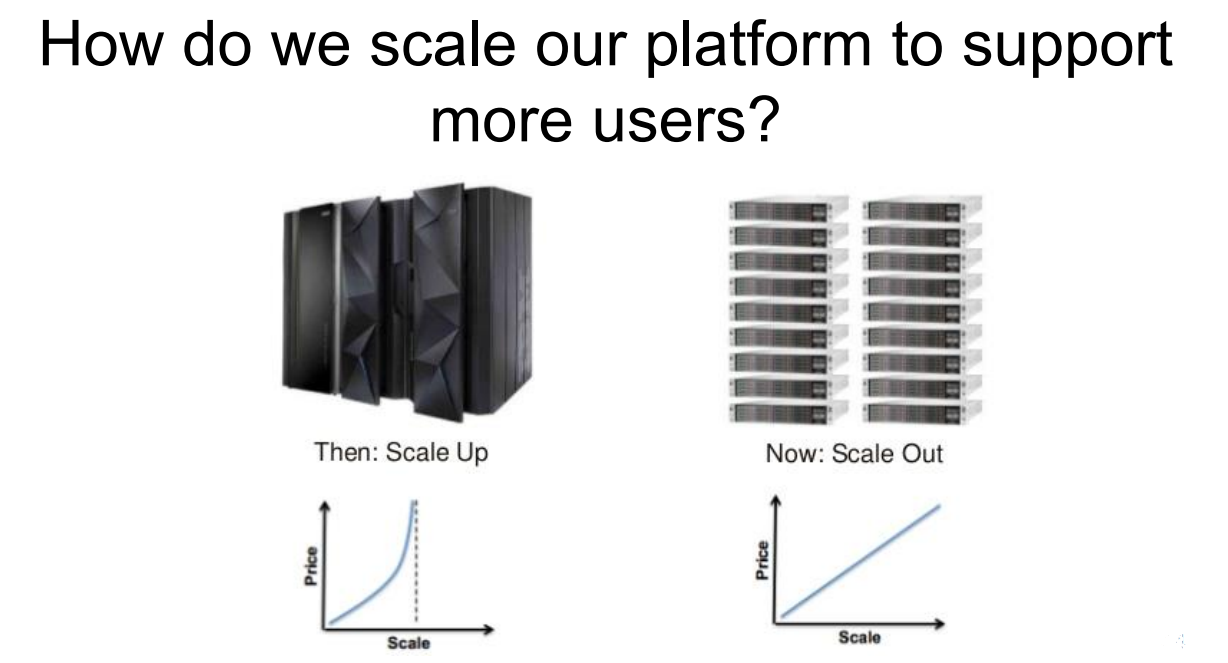 How do we scale our platform to support
more users?
Then: Scale Up
Now: Scale Out
Price
Scale
Price
Scale